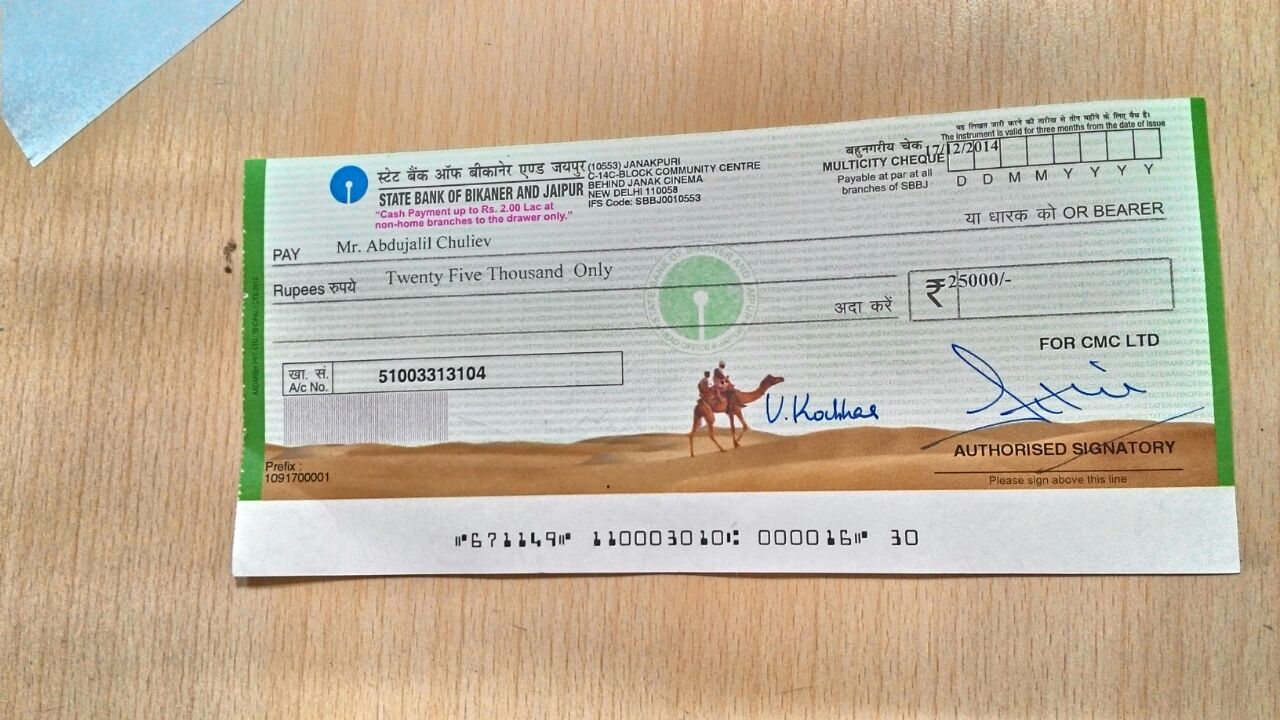 स्टेट बैंक ऑफ बीकानेर एण्ड जयपुर
STATE BANK OF BIKANER AND JAIPUR
"Cash Payment up to Rs. 2.00 Lac at
non-home branches to the drawer only."
(10553) JANAKPURI
C-14C-BLOCK COMMUNITY CENTRE
BEHIND JANAK CINEMA
NEW DELHI 110058
IFS Code: SBBJ0010553
बहुनगरीय चेक
MULTICITY CHEQUE
Payable at par at all
branches of SBBJ
यह लिखत जारी करने की तारीख से तीन महीने के लिए वैध है।
The instrument is valid for three months from the date of issue
17/12/2014
D D M M Y Y Y Y
PAY Mr. Abdujalil Chuliev या धारक को OR BEARER
Rupees रुपये Twenty Five Thousand Only
अदा करें ₹ 25000/-
खा. सं.
A/c No. 51003313104
FOR CMC LTD
V. Kochhar
AUTHORISED SIGNATORY
Please sign above this line
Prefix :
1091700001
⑈671149⑈ 110003010⑆ 000016⑈ 30